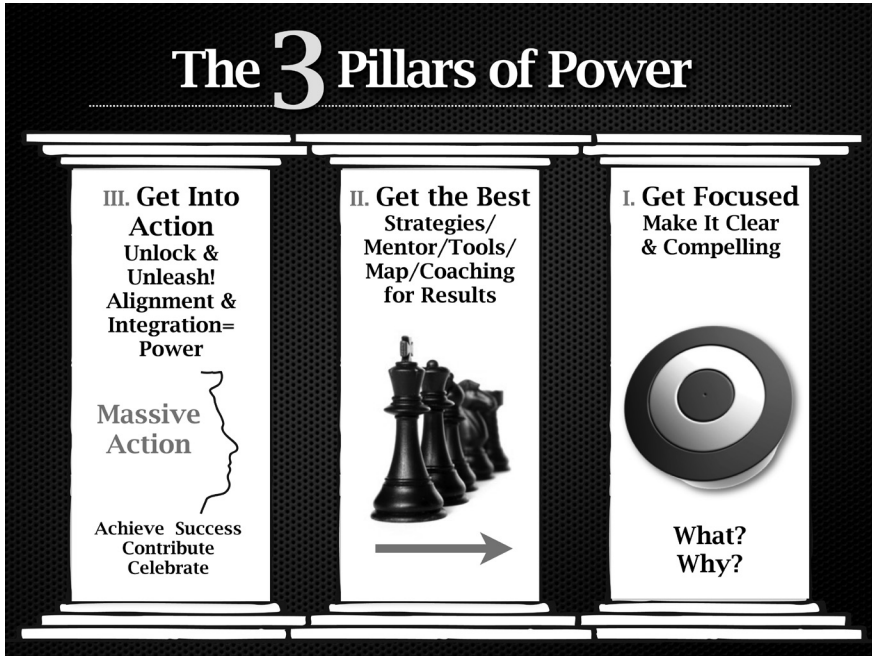 The 3 Pillars of Power
III. Get Into
Action
Unlock &
Unleash!
Alignment &
Integration=
Power
Massive
Action
Achieve Success
Contribute
Celebrate
II. Get the Best
Strategies/
Mentor/Tools/
Map/Coaching
for Results
I. Get Focused
Make It Clear
& Compelling
What?
Why?